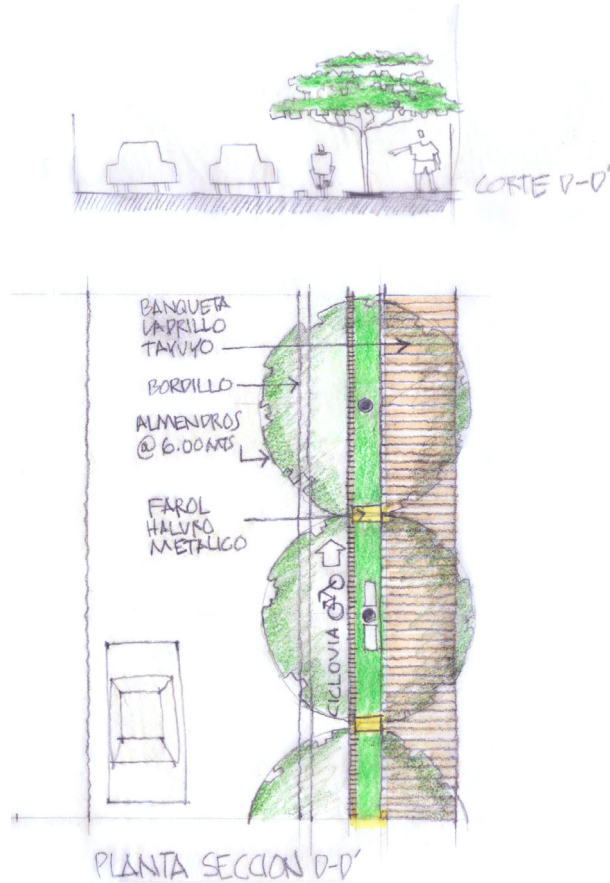 CORTE D-D'
BANQUETA
LADRILLO
TAYUYO
BORDILLO
ALMENDROS
@ 6.00 MTS
FAROL
HALURO
METALICO
CICLOVIA
PLANTA SECCION D-D'